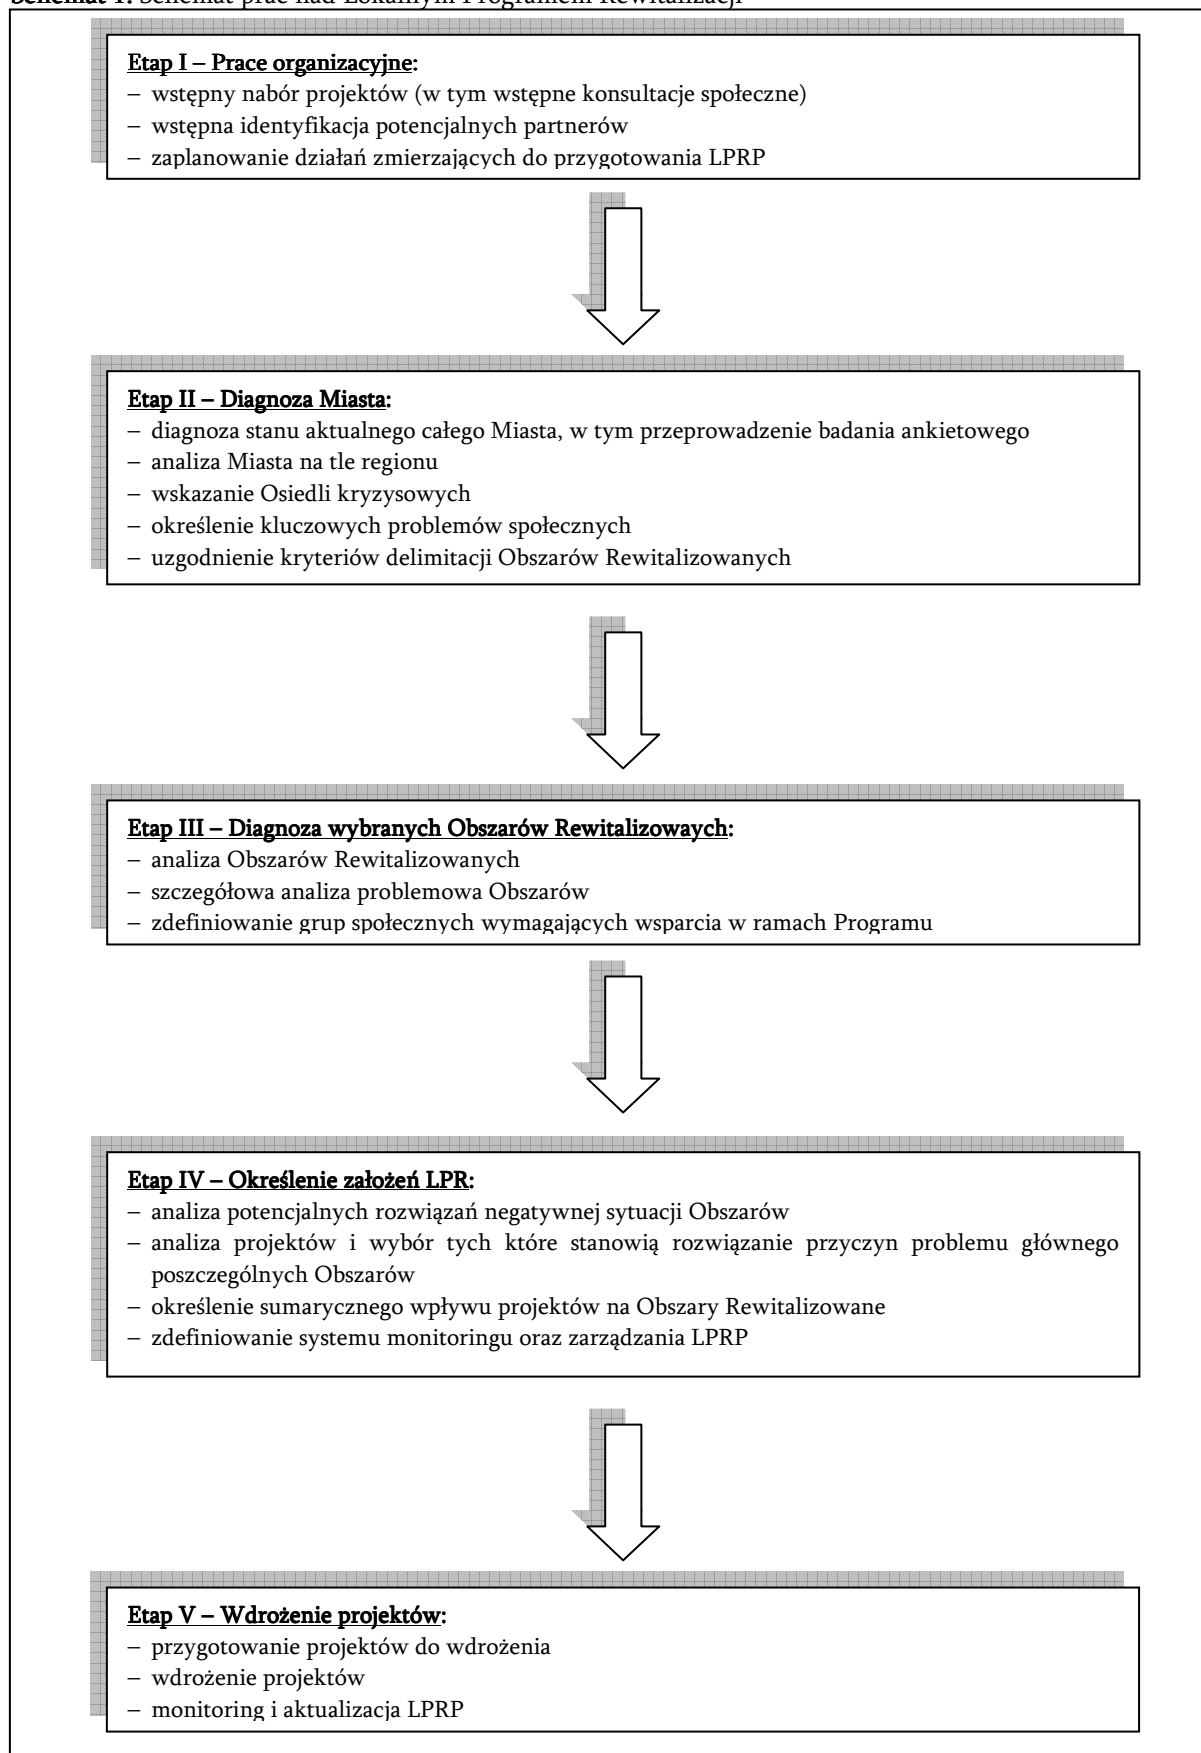 Schemat 1. Schemat prac nad Lokalnym Programem Rewitalizacji
Etap I – Prace organizacyjne:
– wstępny nabór projektów (w tym wstępne konsultacje społeczne)
– wstępna identyfikacja potencjalnych partnerów
– zaplanowanie działań zmierzających do przygotowania LPRP
Etap II – Diagnoza Miasta:
– diagnoza stanu aktualnego całego Miasta, w tym przeprowadzenie badania ankietowego
– analiza Miasta na tle regionu
– wskazanie Osiedli kryzysowych
– określenie kluczowych problemów społecznych
– uzgodnienie kryteriów delimitacji Obszarów Rewitalizowanych
Etap III – Diagnoza wybranych Obszarów Rewitalizowaych:
– analiza Obszarów Rewitalizowanych
– szczegółowa analiza problemowa Obszarów
– zdefiniowanie grup społecznych wymagających wsparcia w ramach Programu
Etap IV – Określenie założeń LPR:
– analiza potencjalnych rozwiązań negatywnej sytuacji Obszarów
– analiza projektów i wybór tych które stanowią rozwiązanie przyczyn problemu głównego
poszczególnych Obszarów
– określenie sumarycznego wpływu projektów na Obszary Rewitalizowane
– zdefiniowanie systemu monitoringu oraz zarządzania LPRP
Etap V – Wdrożenie projektów:
– przygotowanie projektów do wdrożenia
– wdrożenie projektów
– monitoring i aktualizacja LPRP